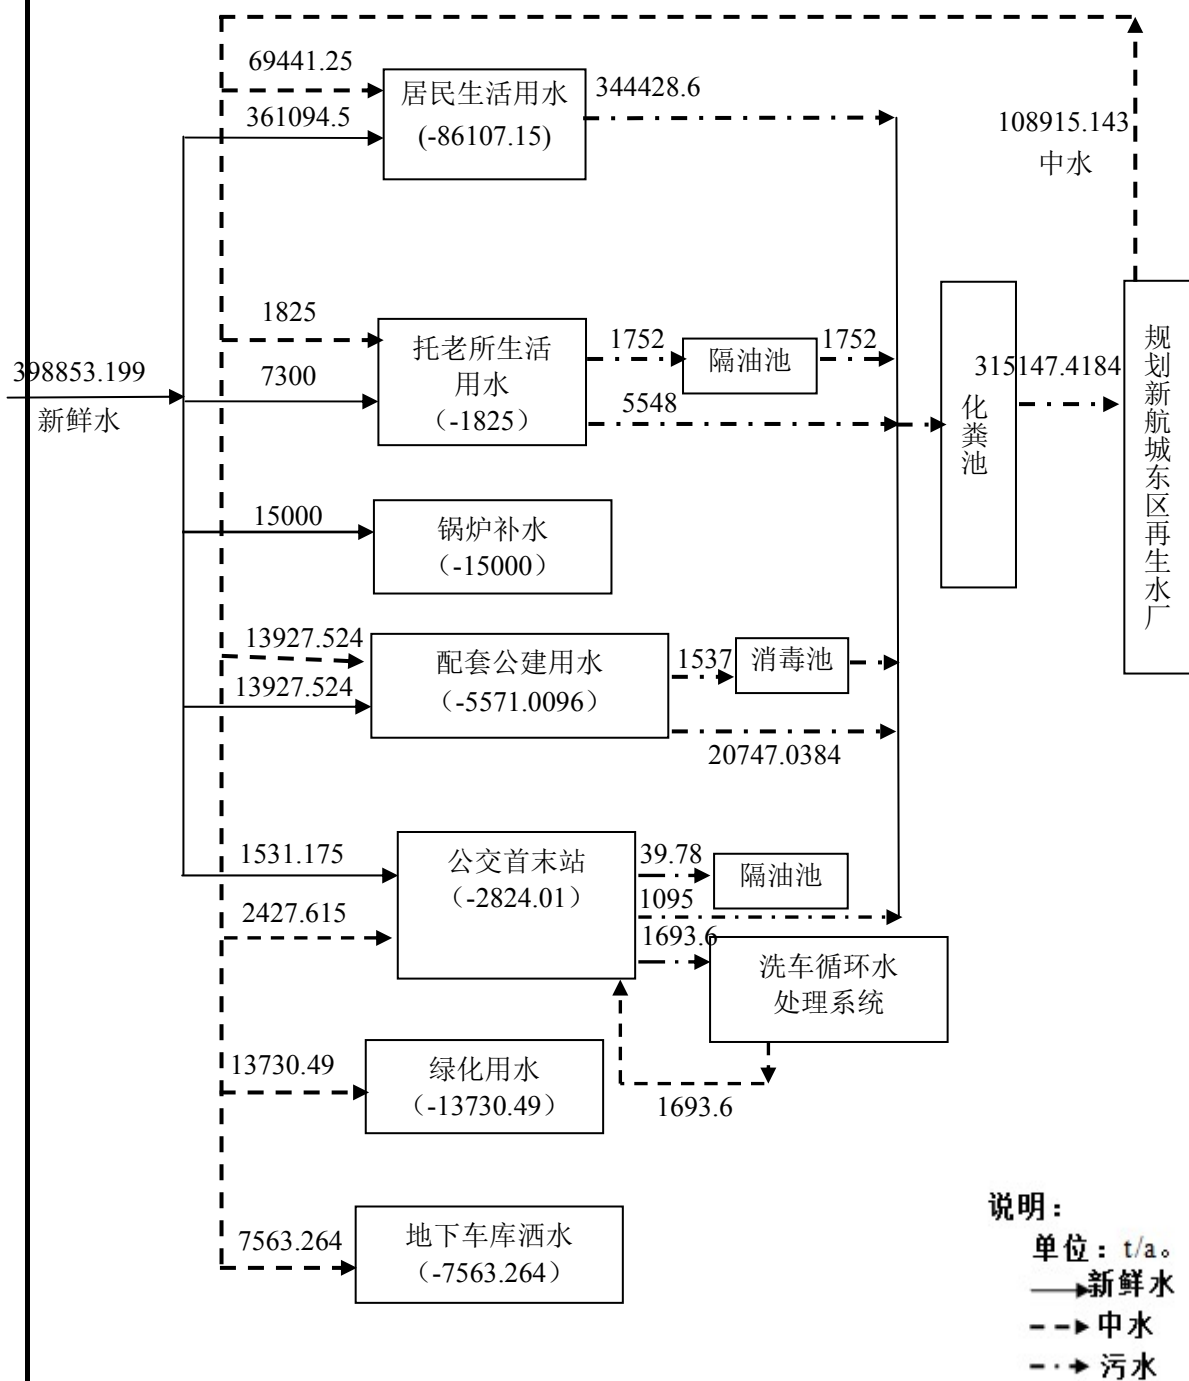 69441.25
居民生活用水
(-86107.15)
344428.6
361094.5
108915.143
中水
398853.199
新鲜水
1825
7300
托老所生活
用水
（-1825）
1752
隔油池
1752
5548
化粪池
315147.4184
规划新航城东区再生水厂
15000
锅炉补水
（-15000）
13927.524
13927.524
配套公建用水
（-5571.0096）
1537
消毒池
20747.0384
1531.175
2427.615
公交首末站
（-2824.01）
39.78
隔油池
1095
1693.6
洗车循环水
处理系统
1693.6
13730.49
绿化用水
（-13730.49）
7563.264
地下车库洒水
（-7563.264）
说明：
单位：t/a。
新鲜水
中水
污水